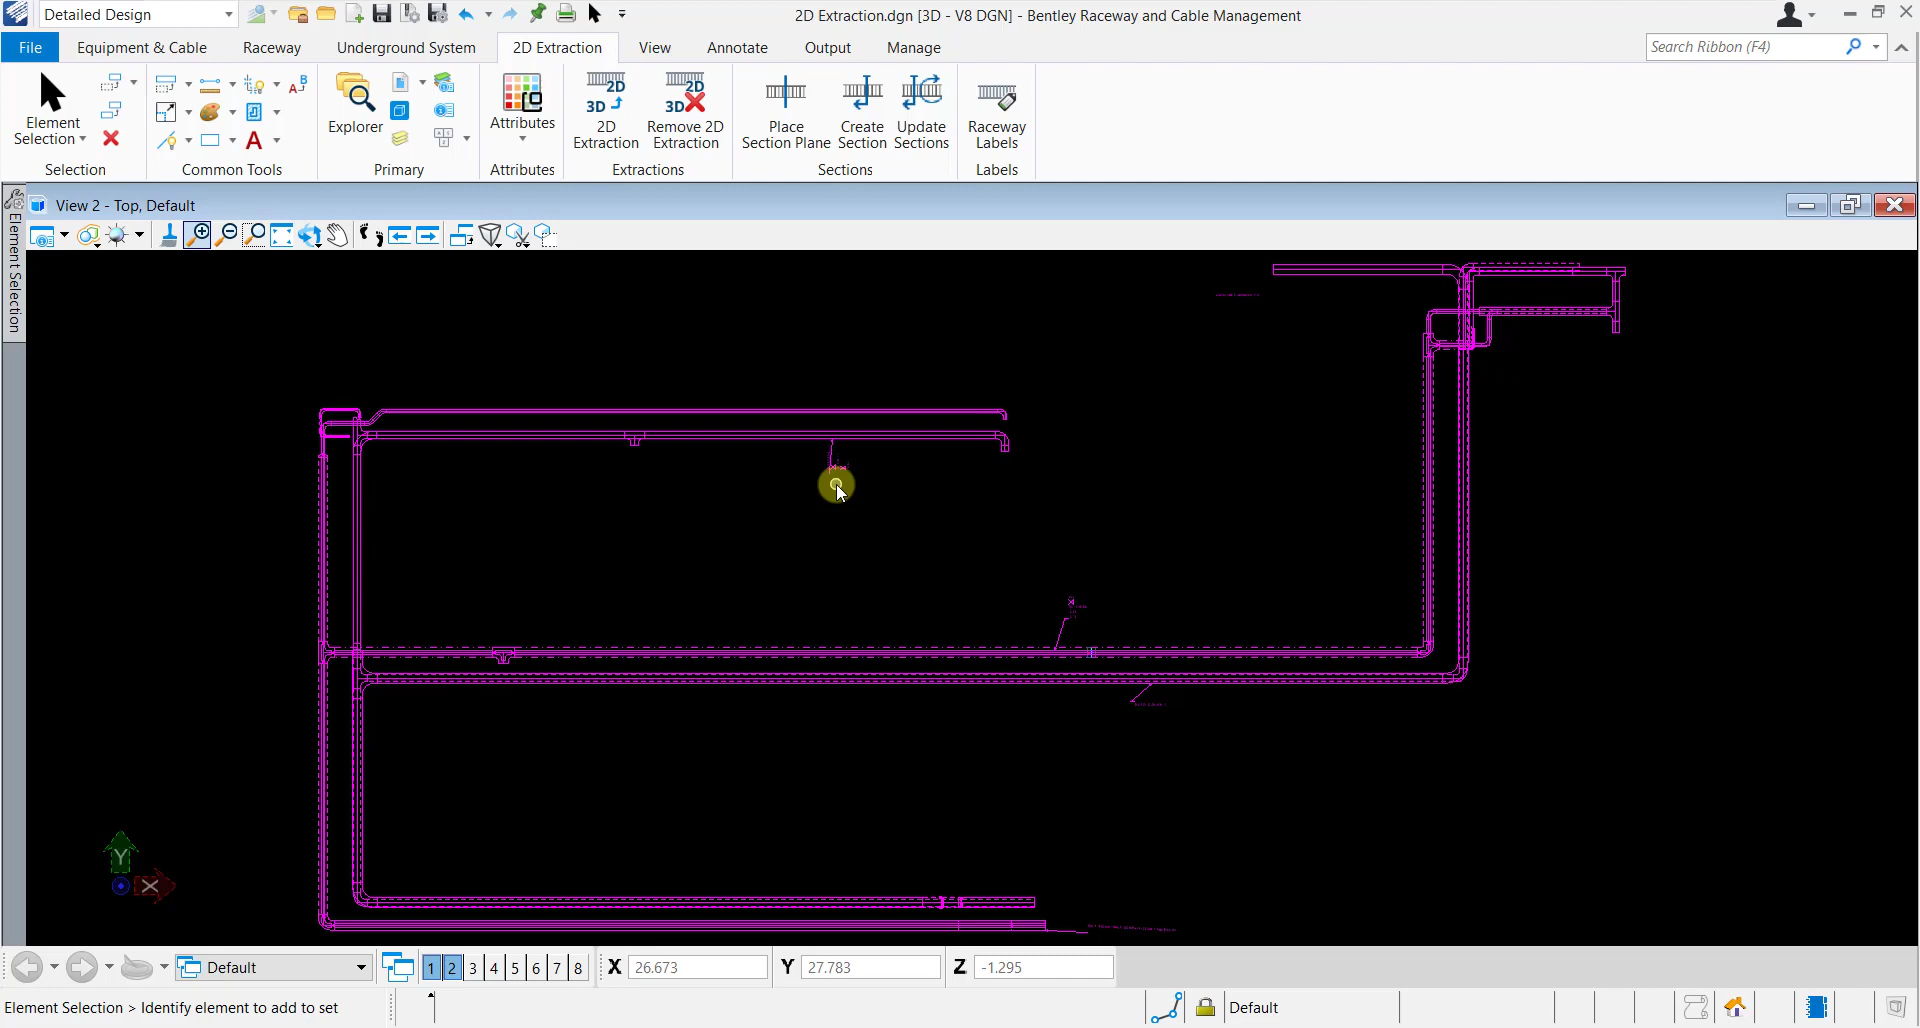 Detailed Design
2D Extraction.dgn [3D - V8 DGN] - Bentley Raceway and Cable Management
File
Equipment & Cable
Raceway
Underground System
2D Extraction
View
Annotate
Output
Manage
Search Ribbon (F4)
Element
Selection
Selection
Common Tools
Explorer
Primary
Attributes
Attributes
2D
3D
2D
Extraction
2D
3D
Remove 2D
Extraction
Extractions
Place
Section Plane
Create
Section
Update
Sections
Sections
Raceway
Labels
Labels
View 2 - Top, Default
Element Selection
Y
X
Default
1 2 3 4 5 6 7 8
X 26.673
Y 27.783
Z -1.295
Element Selection > Identify element to add to set
Default